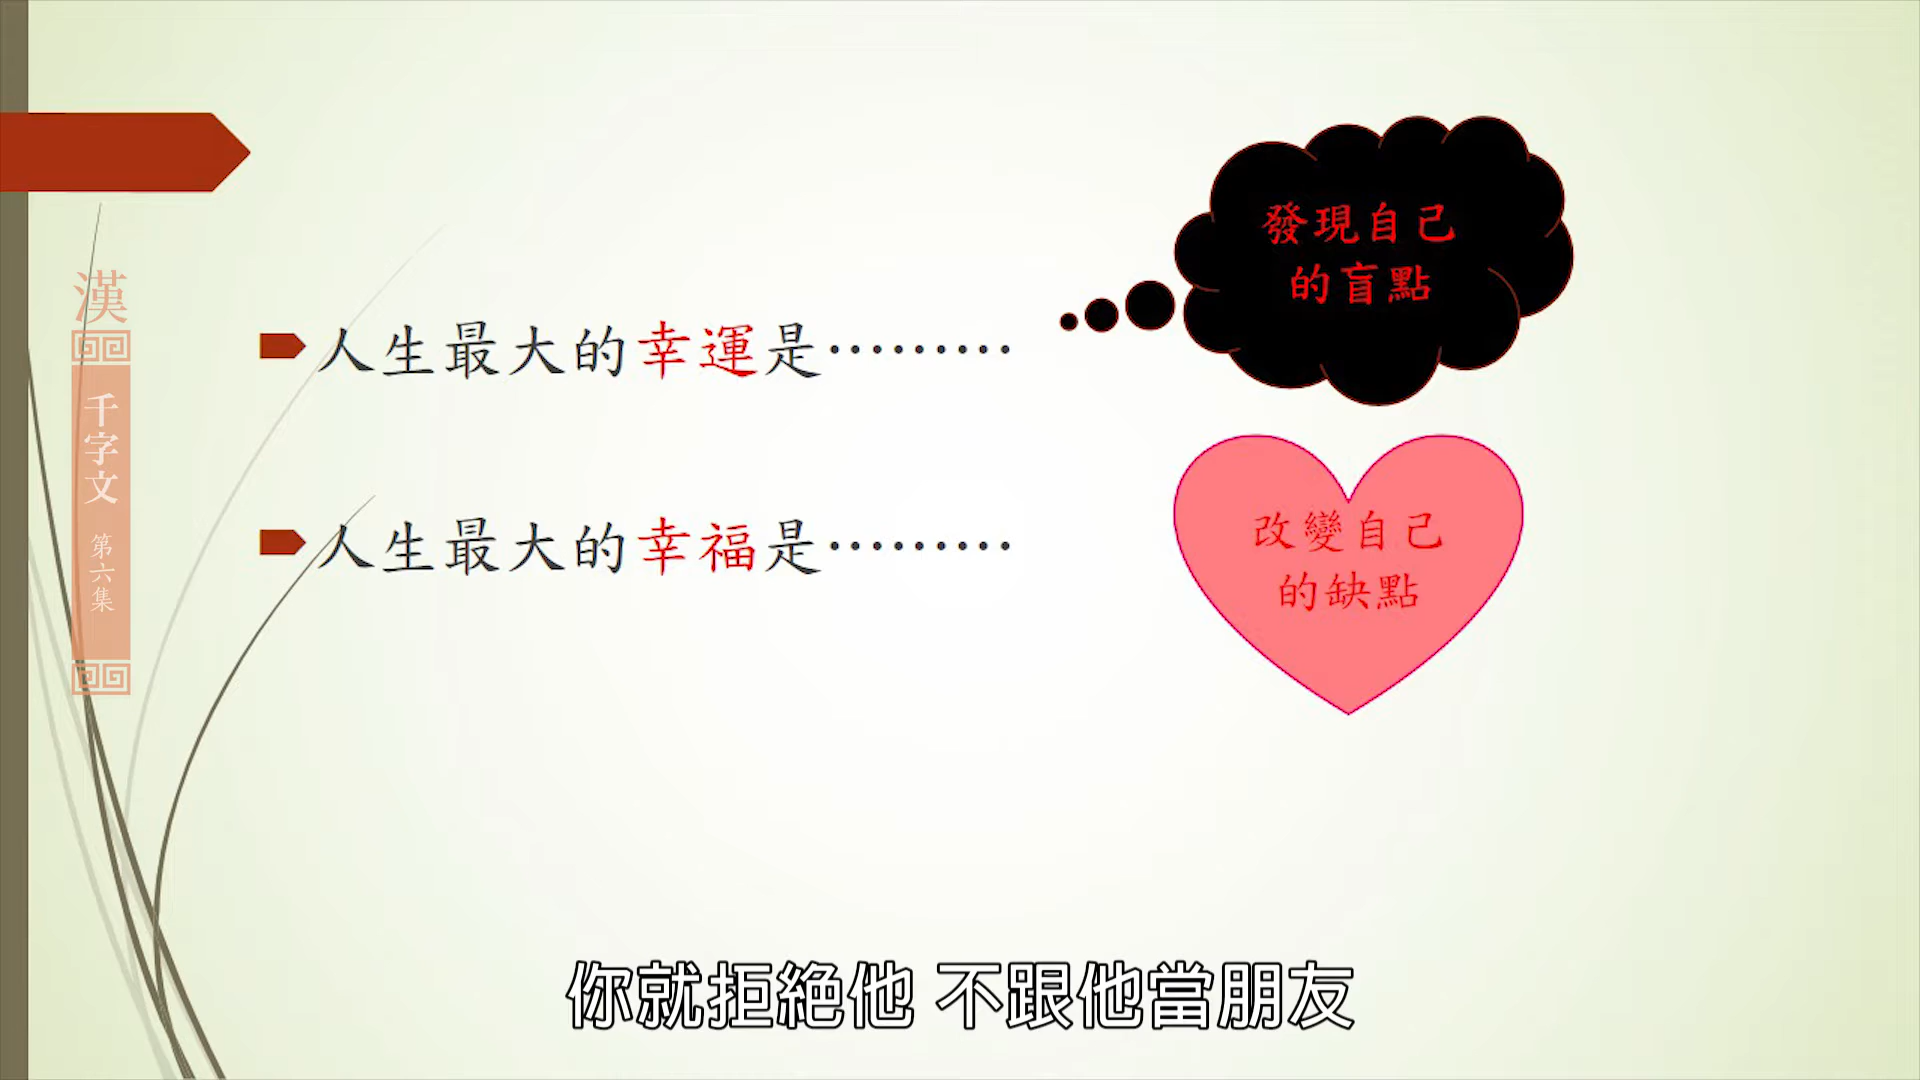 漢
千字文
第六集
人生最大的幸運是………
發現自己
的盲點
人生最大的幸福是………
改變自己
的缺點
你就拒絕他 不跟他當朋友